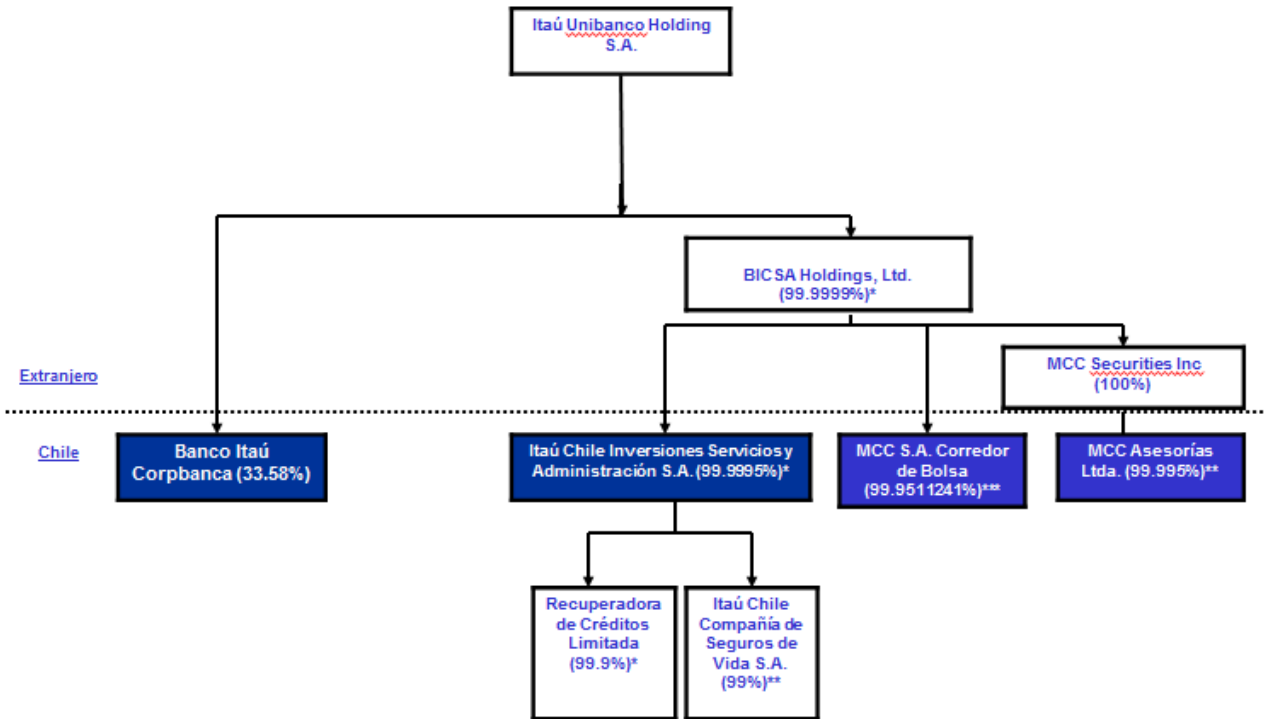 Itaú Unibanco Holding
S.A.
BICSA Holdings, Ltd.
(99.9999%)*
MCC Securities Inc
(100%)
Extranjero
Chile
Banco Itaú
Corpbanca (33.58%)
Itaú Chile Inversiones Servicios y
Administración S.A. (99.9995%)*
MCC S.A. Corredor
de Bolsa
(99.9511241%)***
MCC Asesorías
Ltda. (99.995%)**
Recuperadora
de Créditos
Limitada
(99.9%)*
Itaú Chile
Compañía de
Seguros de
Vida S.A.
(99%)**